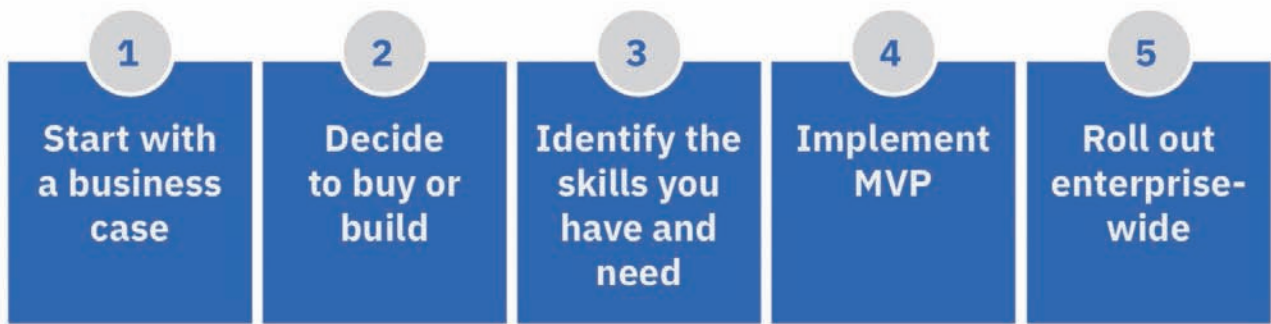 1
Start with
a business
case
2
Decide
to buy or
build
3
Identify the
skills you
have and
need
4
Implement
MVP
5
Roll out
enterprise-
wide